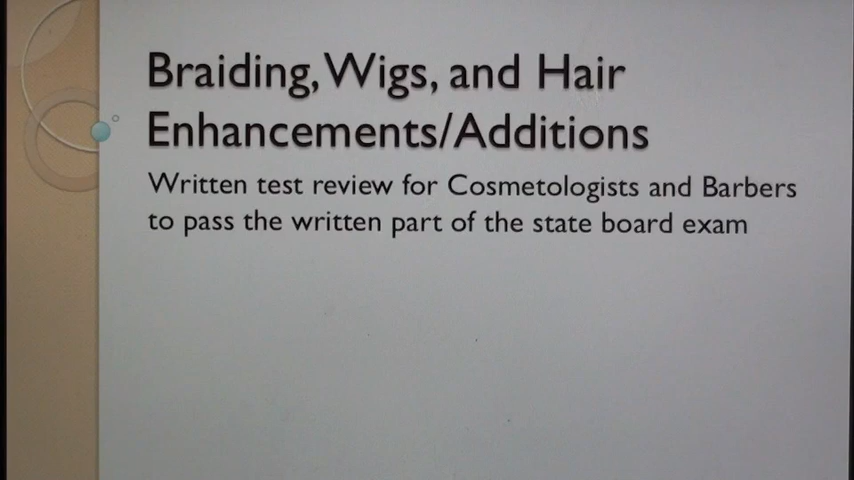 Braiding, Wigs, and Hair
Enhancements/Additions
Written test review for Cosmetologists and Barbers
to pass the written part of the state board exam